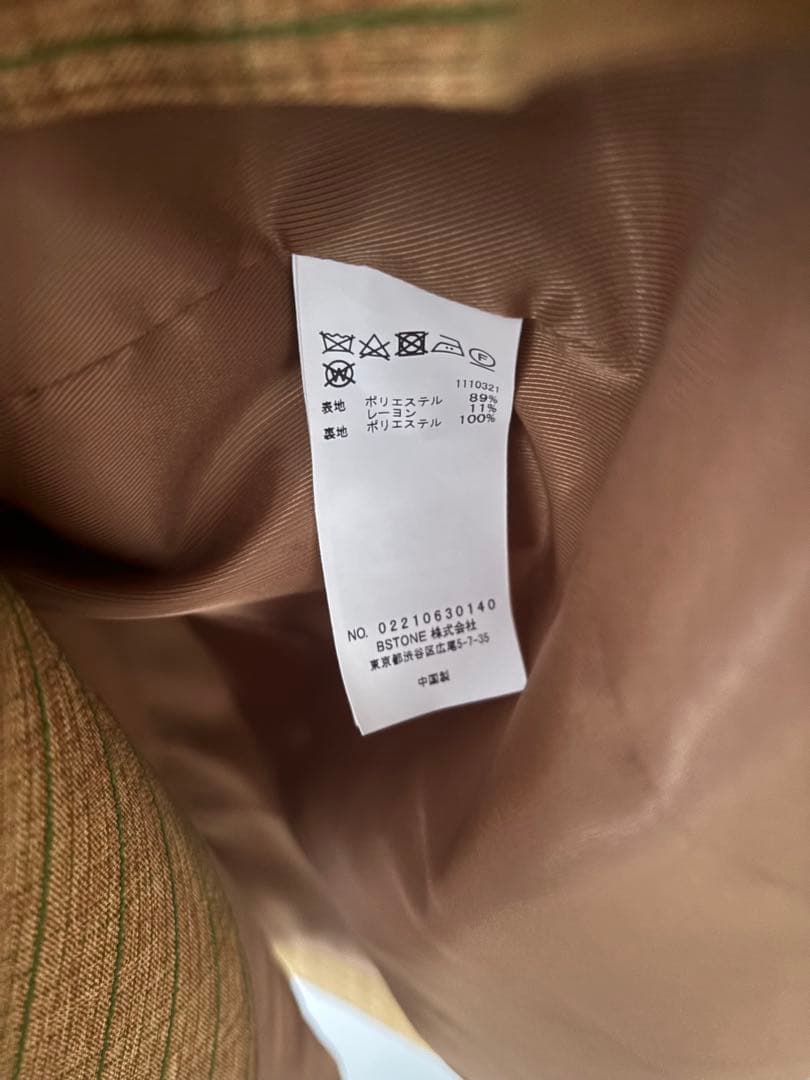 F
W
1110321
表地 ポリエステル 89%
レーヨン 11%
裏地 ポリエステル 100%
NO. 02210630140
BSTONE 株式会社
東京都渋谷区広尾5-7-35
中国製